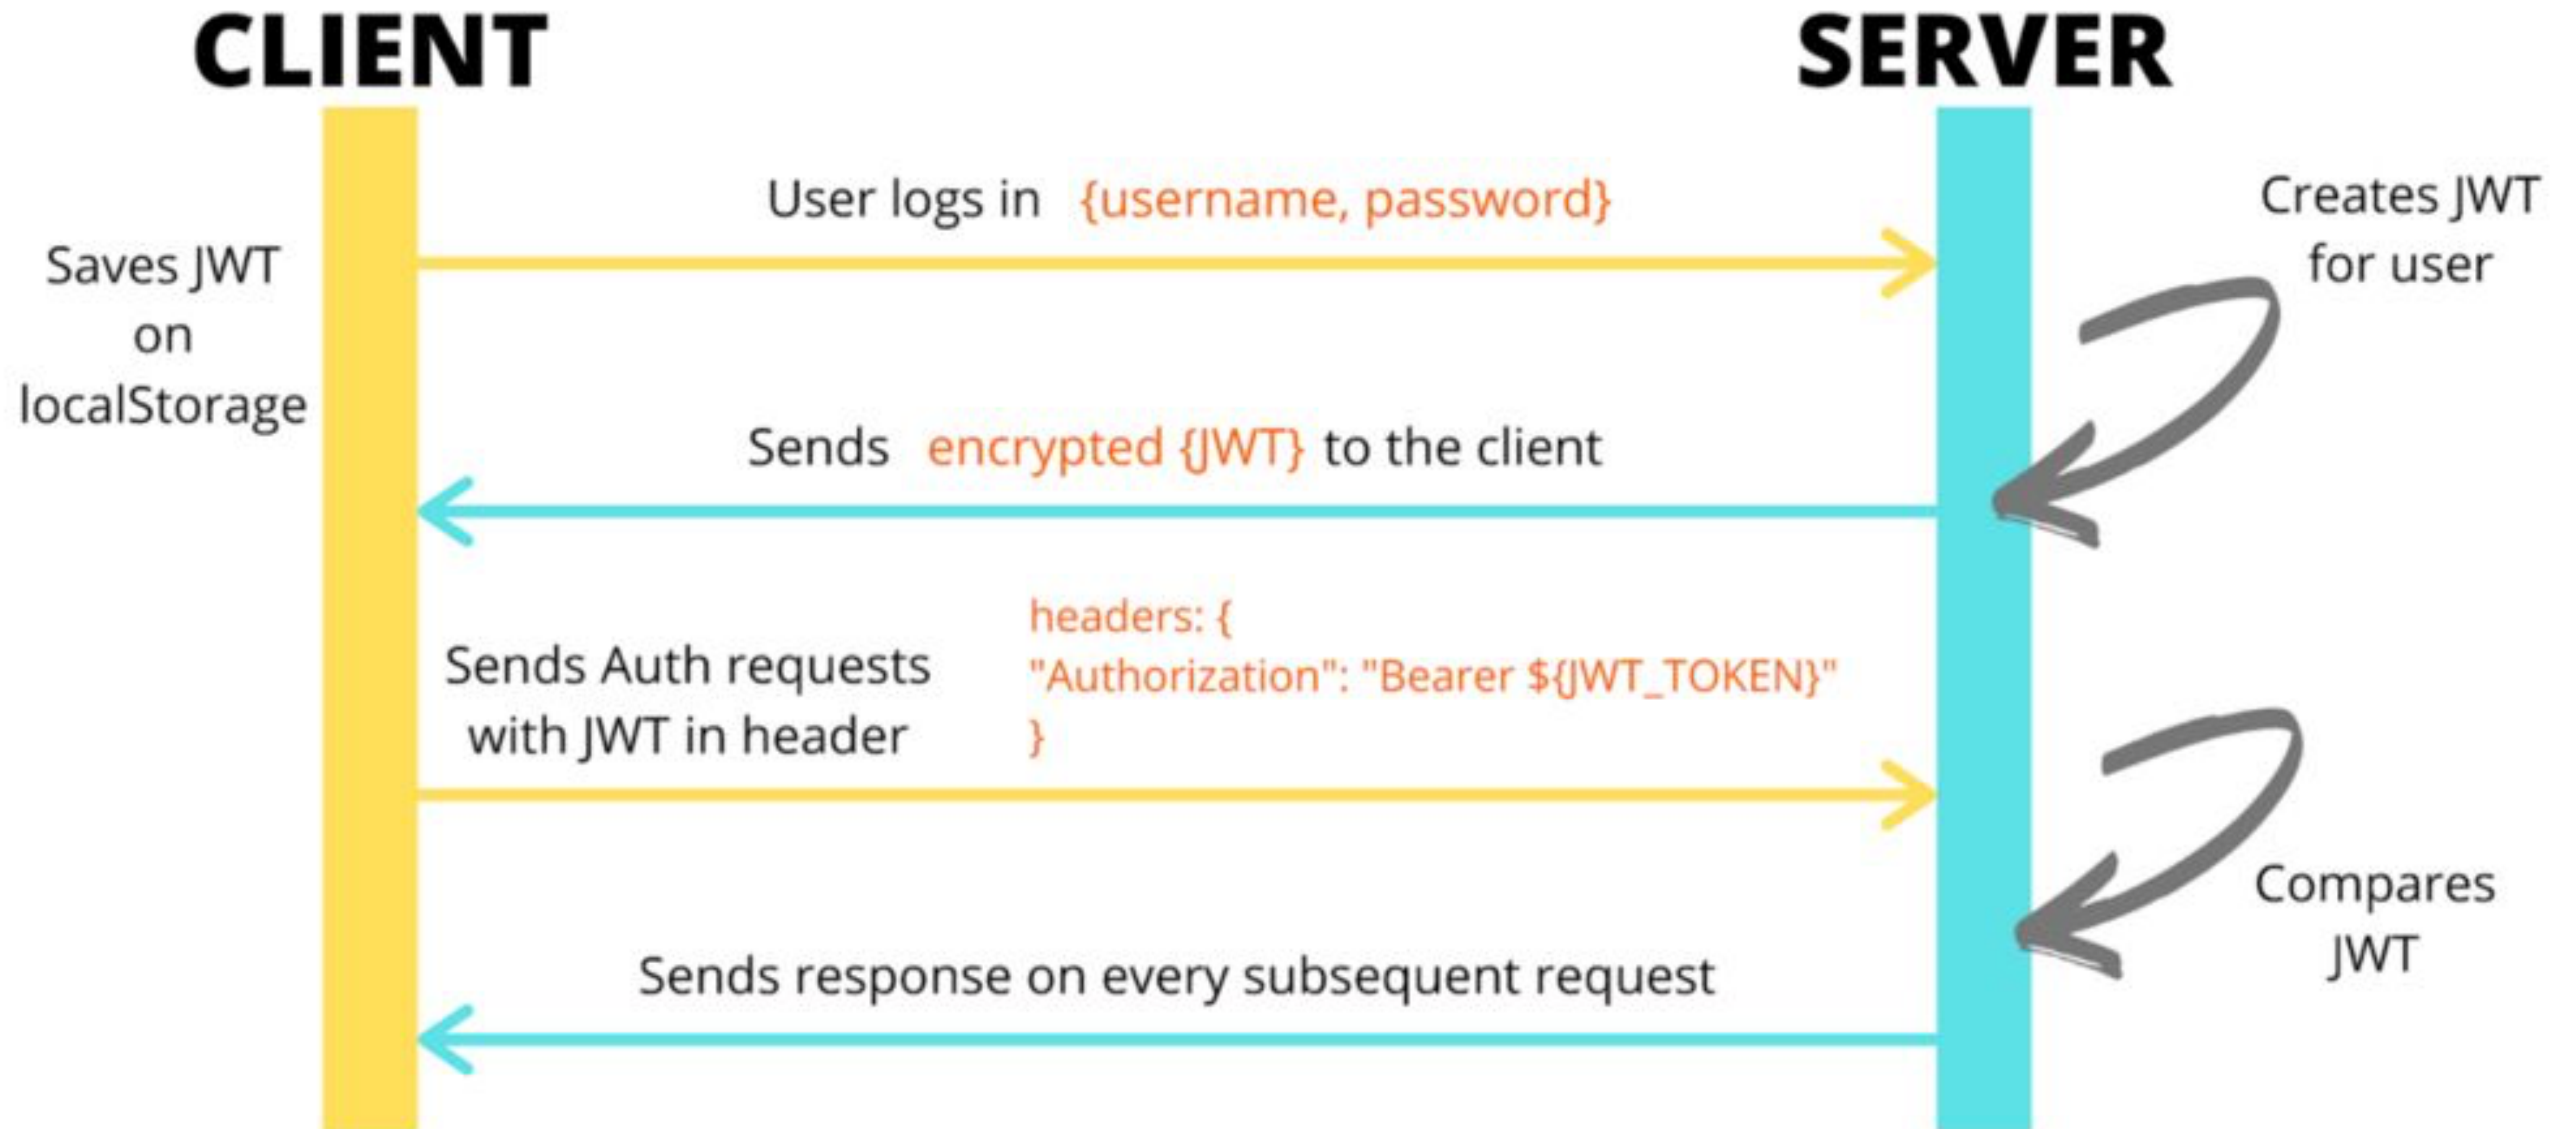 CLIENT
SERVER
User logs in {username, password}
Creates JWT
for user
Saves JWT
on
localStorage
Sends encrypted {JWT} to the client
Sends Auth requests
with JWT in header
headers: {
"Authorization": "Bearer ${JWT_TOKEN}"
}
Compares
JWT
Sends response on every subsequent request